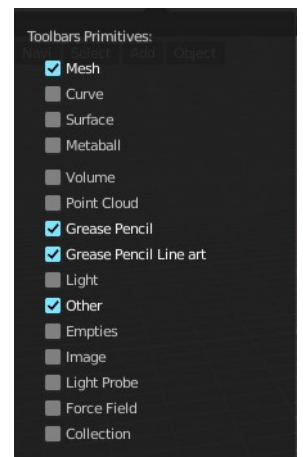 Toolbars Primitives:
Navi Select Add Object
Mesh
Curve
Surface
Metaball
Volume
Point Cloud
Grease Pencil
Grease Pencil Line art
Light
Other
Empties
Image
Light Probe
Force Field
Collection